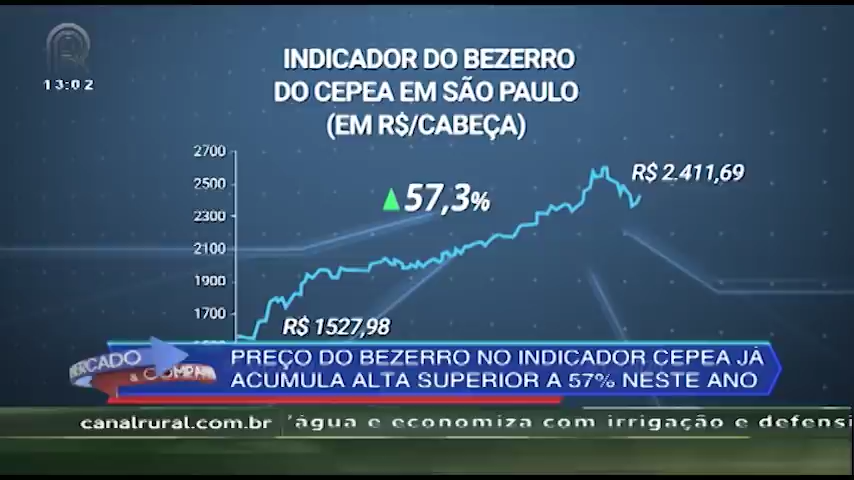 13:02
INDICADOR DO BEZERRO
DO CEPEA EM SÃO PAULO
(EM R$/CABEÇA)
2700
2500
2300
2100
1900
1700
R$ 2.411,69
57,3%
R$ 1527,98
MERCADO
& COMPANHIA
PREÇO DO BEZERRO NO INDICADOR CEPEA JÁ
ACUMULA ALTA SUPERIOR A 57% NESTE ANO
canalrural.com.br
água e economiza com irrigação e defensi